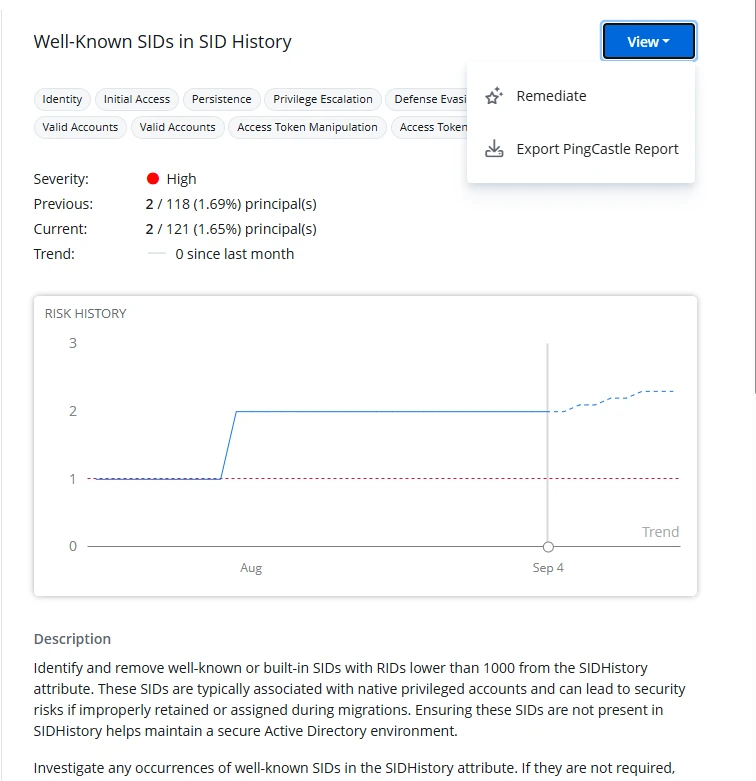 Well-Known SIDs in SID History
View
Remediate
Export PingCastle Report
Identity
Initial Access
Persistence
Privilege Escalation
Defense Evasi
Valid Accounts
Valid Accounts
Access Token Manipulation
Access Token
Severity: High
Previous: 2 / 118 (1.69%) principal(s)
Current: 2 / 121 (1.65%) principal(s)
Trend: 0 since last month
RISK HISTORY
3
2
1
0
Trend
Aug
Sep 4
Description
Identify and remove well-known or built-in SIDs with RIDs lower than 1000 from the SIDHistory
attribute. These SIDs are typically associated with native privileged accounts and can lead to security
risks if improperly retained or assigned during migrations. Ensuring these SIDs are not present in
SIDHistory helps maintain a secure Active Directory environment.
Investigate any occurrences of well-known SIDs in the SIDHistory attribute. If they are not required,